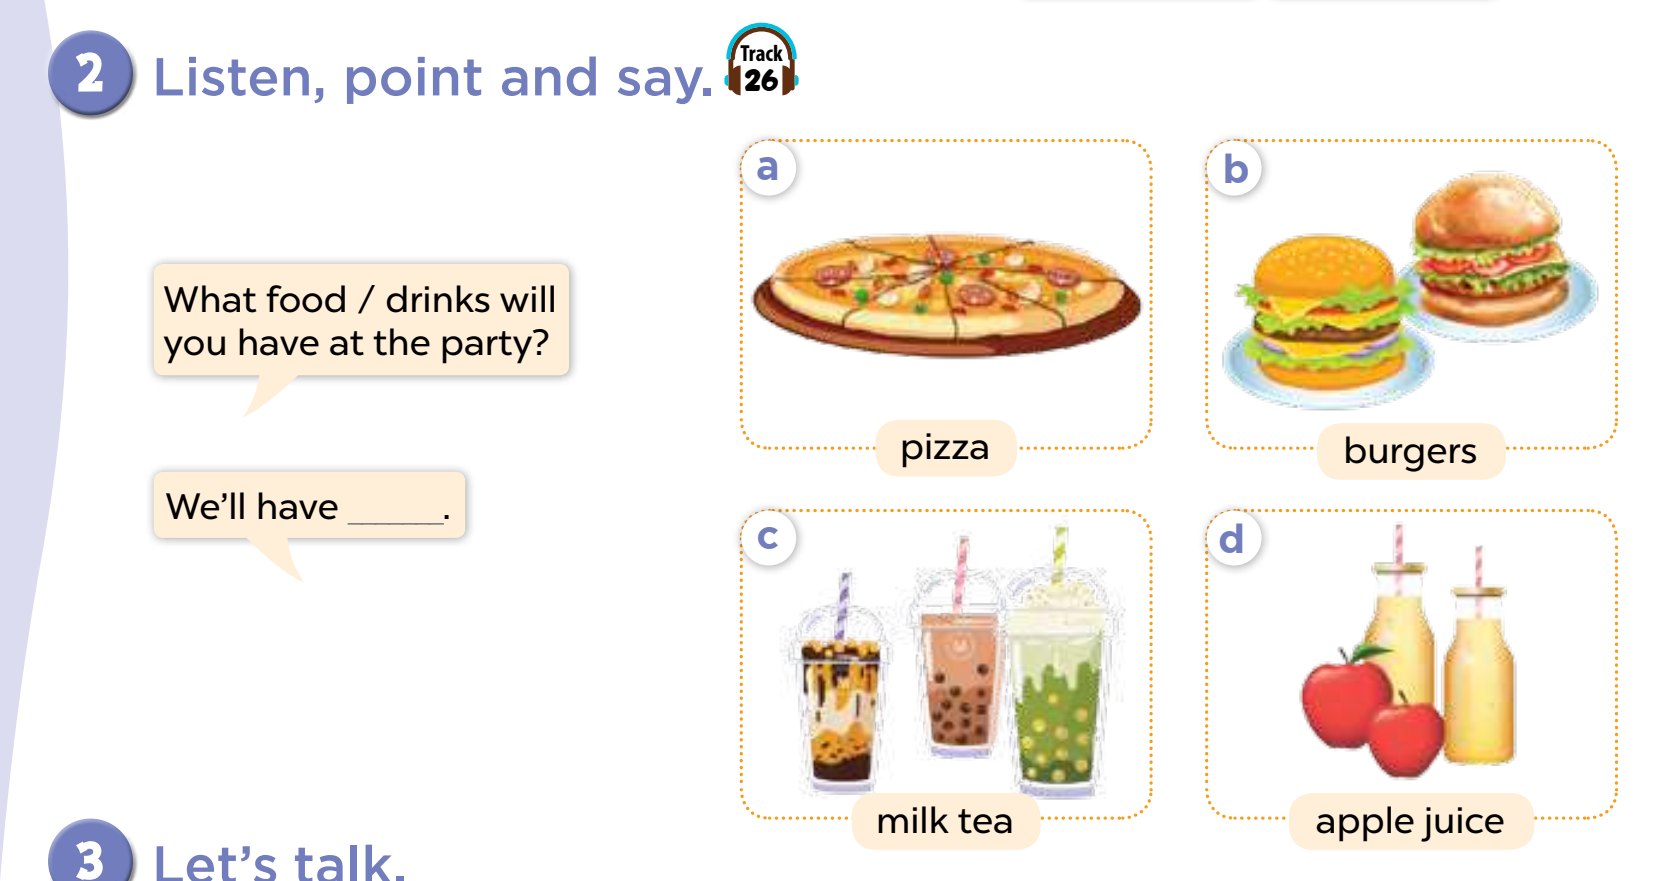 2 Listen, point and say. Track 26
What food / drinks will
you have at the party?
We'll have ______.
a
pizza
b
burgers
c
milk tea
d
apple juice
3 Let's talk.